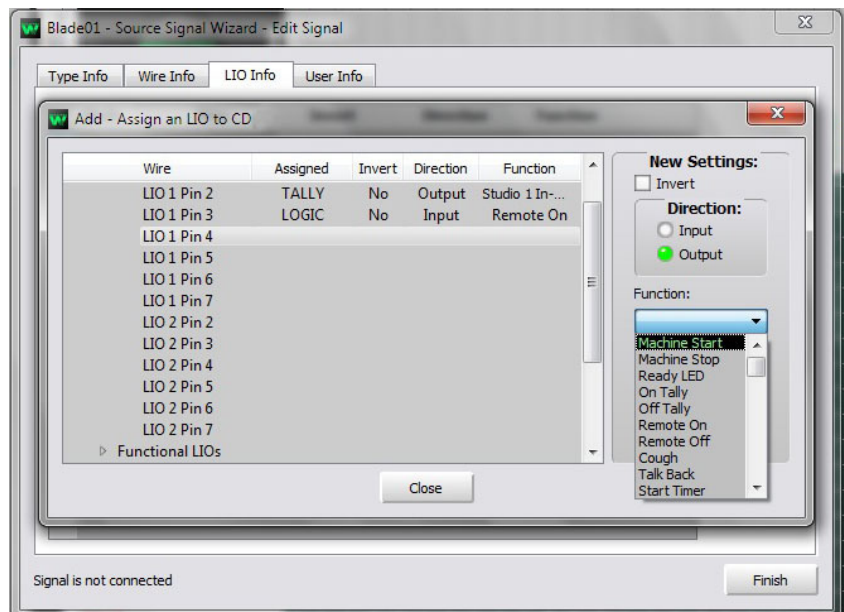 Blade01 - Source Signal Wizard - Edit Signal
Type Info Wire Info LIO Info User Info
Add - Assign an LIO to CD
Wire Assigned Invert Direction Function
LIO 1 Pin 2 TALLY No Output Studio 1 In-...
LIO 1 Pin 3 LOGIC No Input Remote On
LIO 1 Pin 4
LIO 1 Pin 5
LIO 1 Pin 6
LIO 1 Pin 7
LIO 2 Pin 2
LIO 2 Pin 3
LIO 2 Pin 4
LIO 2 Pin 5
LIO 2 Pin 6
LIO 2 Pin 7
Functional LIOs
New Settings:
Invert
Direction:
Input
Output
Function:
Machine Start
Machine Stop
Ready LED
On Tally
Off Tally
Remote On
Remote Off
Cough
Talk Back
Start Timer
Close
Signal is not connected
Finish